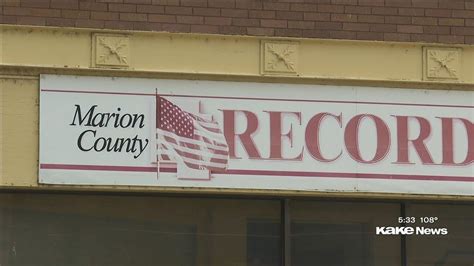 Marion
County
RECORD
5:33 108°
KAKE News